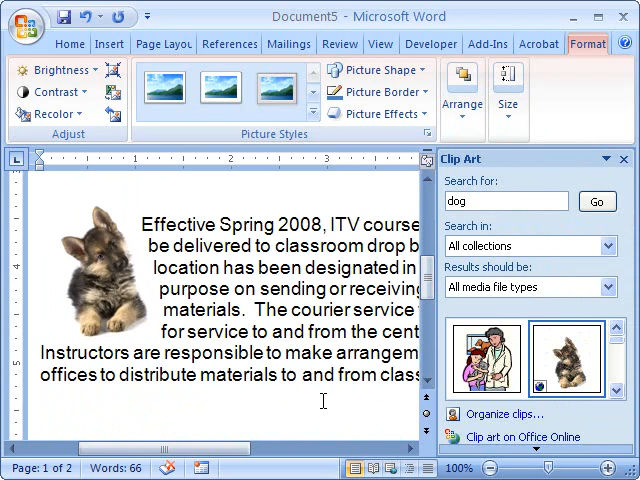 Document5 - Microsoft Word
Home Insert Page Layou References Mailings Review View Developer Add-Ins Acrobat Format
Brightness
Contrast
Recolor
Adjust
Picture Shape
Picture Border
Picture Effects
Picture Styles
Arrange
Size
1 2 3
Effective Spring 2008, ITV course
be delivered to classroom drop b
location has been designated in
purpose on sending or receiving
materials. The courier service
for service to and from the cent
Instructors are responsible to make arrangem
offices to distribute materials to and from class
Clip Art
Search for:
dog
Go
Search in:
All collections
Results should be:
All media file types
Organize clips...
Clip art on Office Online
Page: 1 of 2 Words: 66 100%